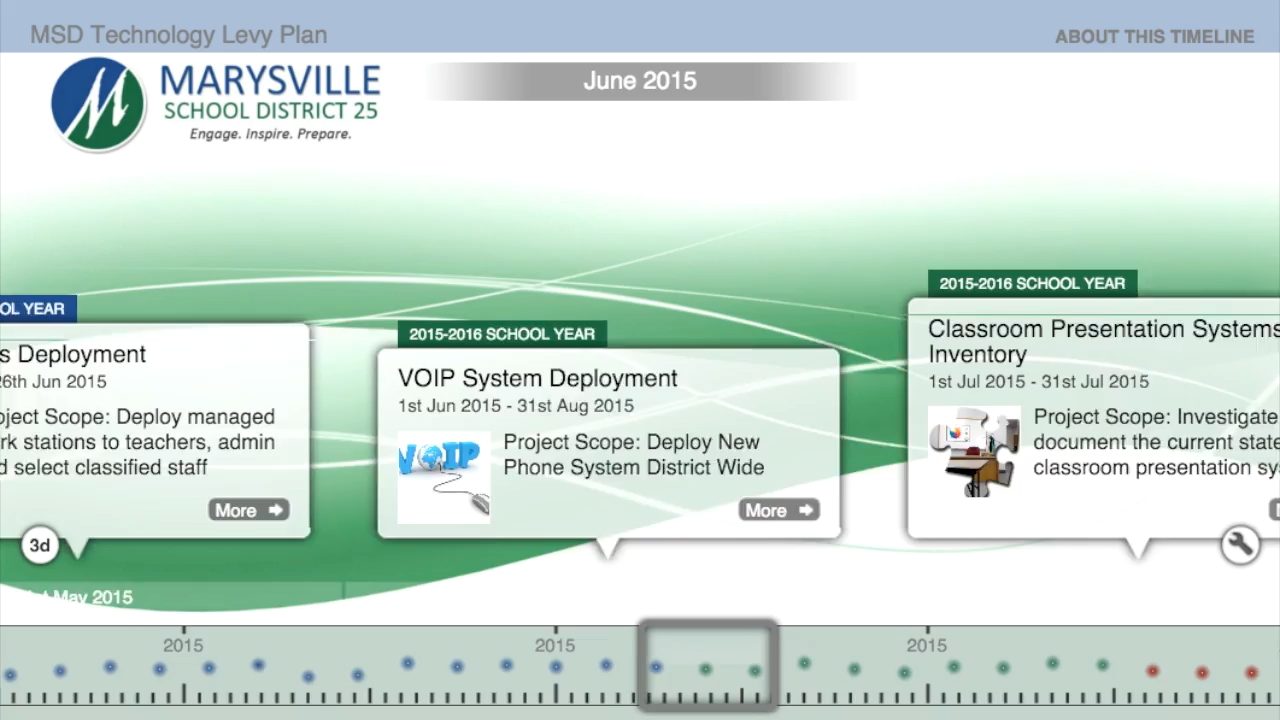 MSD Technology Levy Plan
ABOUT THIS TIMELINE
MARYSVILLE
SCHOOL DISTRICT 25
Engage. Inspire. Prepare.
June 2015
OL YEAR
s Deployment
26th Jun 2015
oject Scope: Deploy managed
rk stations to teachers, admin
d select classified staff
More
2015-2016 SCHOOL YEAR
VOIP System Deployment
1st Jun 2015 - 31st Aug 2015
VOIP
Project Scope: Deploy New
Phone System District Wide
More
2015-2016 SCHOOL YEAR
Classroom Presentation Systems
Inventory
1st Jul 2015 - 31st Jul 2015
Project Scope: Investigate
document the current state
classroom presentation sy
3d
May 2015
2015
2015
2015